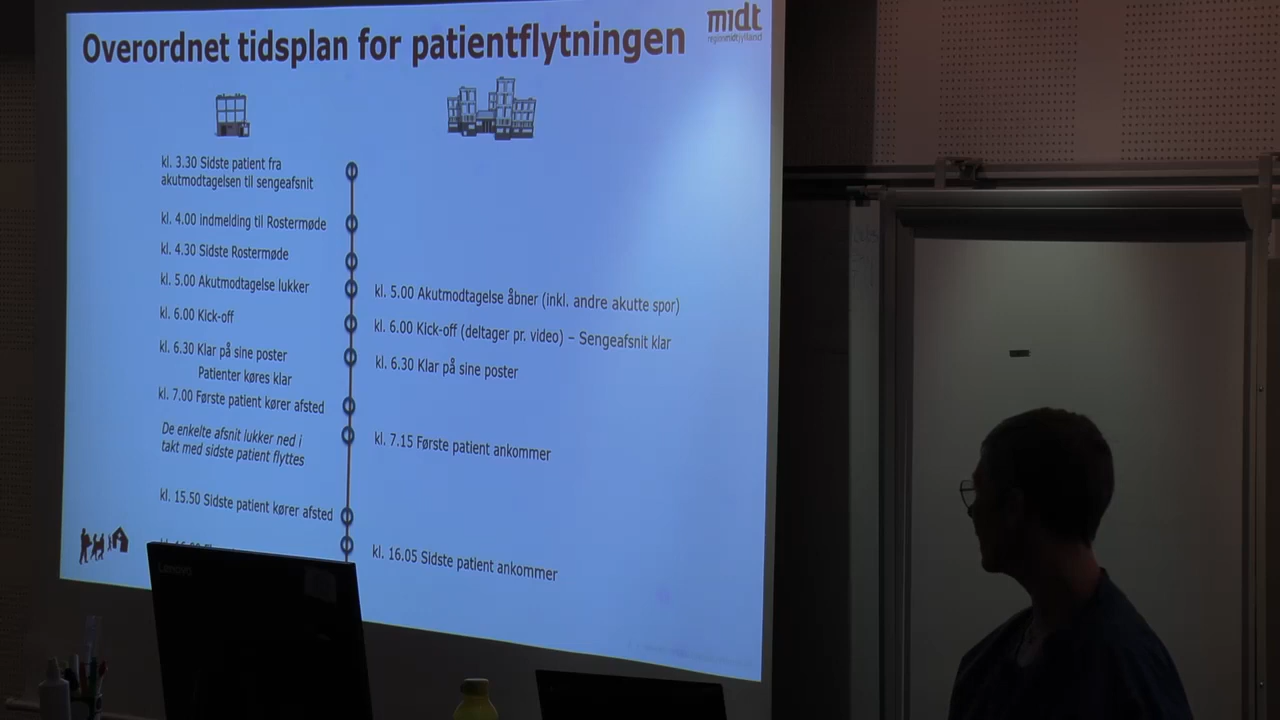 Overordnet tidsplan for patientflytningen
midt
regionmidtjylland
kl. 3.30 Sidste patient fra
akutmodtagelsen til sengeafsnit
kl. 4.00 indmelding til Rostermøde
kl. 4.30 Sidste Rostermøde
kl. 5.00 Akutmodtagelse lukker
kl. 6.00 Kick-off
kl. 6.30 Klar på sine poster
Patienter køres klar
kl. 7.00 Første patient kører afsted
De enkelte afsnit lukker ned i
takt med sidste patient flyttes
kl. 15.50 Sidste patient kører afsted
kl. 5.00 Akutmodtagelse åbner (inkl. andre akutte spor)
kl. 6.00 Kick-off (deltager pr. video) – Sengeafsnit klar
kl. 6.30 Klar på sine poster
kl. 7.15 Første patient ankommer
kl. 16.05 Sidste patient ankommer
Lenovo